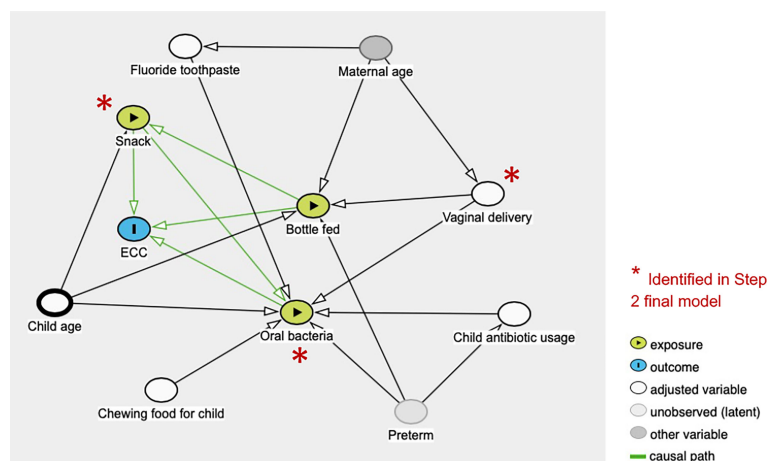 Fluoride toothpaste
Maternal age
*
Snack
*
Vaginal delivery
Bottle fed
ECC
Child age
Oral bacteria
*
Child antibiotic usage
Chewing food for child
Preterm
* Identified in Step
2 final model
exposure
outcome
adjusted variable
unobserved (latent)
other variable
causal path